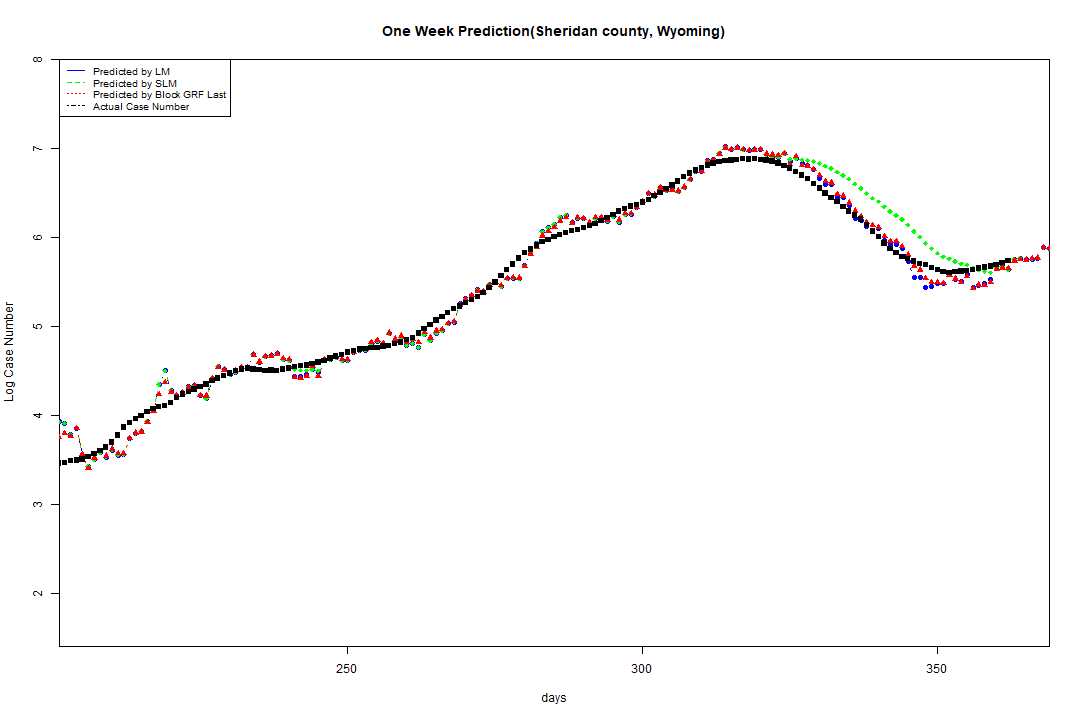 One Week Prediction(Sheridan county, Wyoming)
Predicted by LM
Predicted by SLM
Predicted by Block GRF Last
Actual Case Number
Log Case Number
8
7
6
5
4
3
2
250
300
350
days